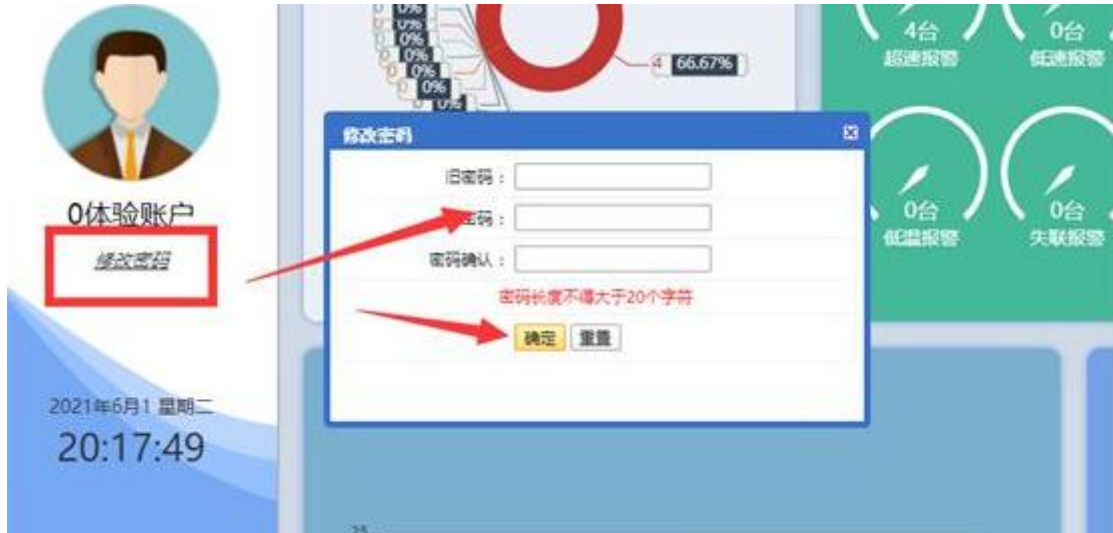 0体验账户
修改密码
2021年6月1 星期二
20:17:49
0%
0%
0%
0%
0%
0%
0%
4 66.67%
修改密码
旧密码：
密码：
密码确认：
密码长度不得大于20个字符
确定 重置
4台
超速报警
0台
低速报警
0台
低温报警
0台
失联报警
25